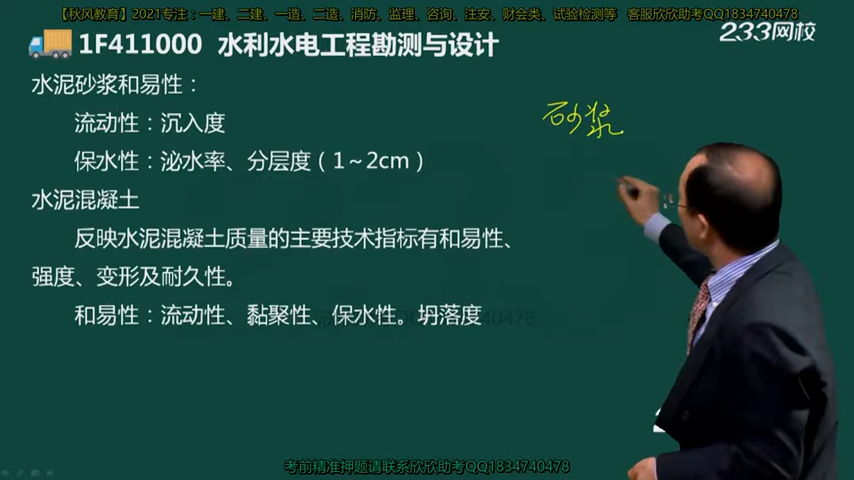 【秋风教育】2021专注：一建、二建、一造、二造、消防、监理、咨询、注安、财会类、试验检测等 客服欣欣助考QQ1834740478
233网校
1F411000 水利水电工程勘测与设计
水泥砂浆和易性：
砂浆
流动性：沉入度
保水性：泌水率、分层度（1～2cm）
水泥混凝土
反映水泥混凝土质量的主要技术指标有和易性、
强度、变形及耐久性。
和易性：流动性、黏聚性、保水性。坍落度
考前精准押题请联系欣欣助考QQ1834740478